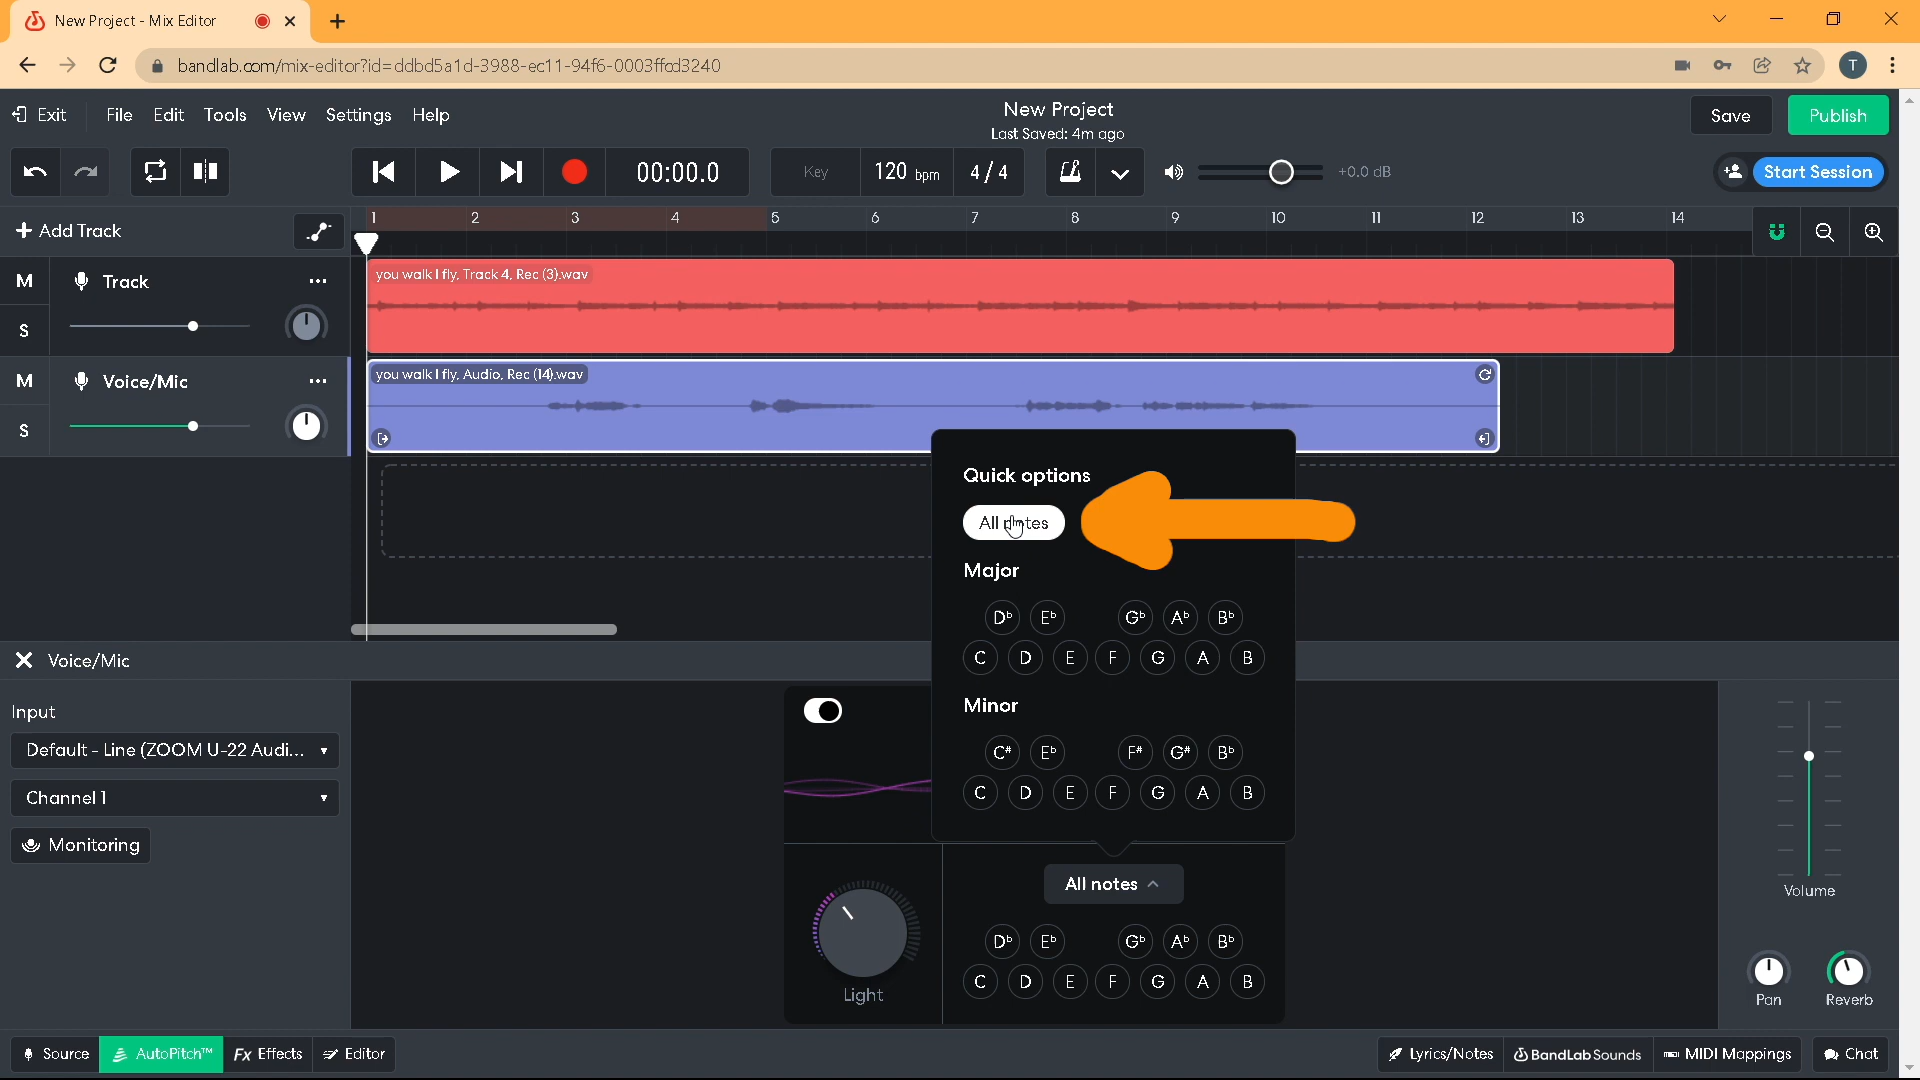 New Project - Mix Editor
bandlab.com/mix-editor?id=ddbd5a1d-3988-ec11-94f6-0003ffcd3240
T
Exit File Edit Tools View Settings Help
New Project
Last Saved: 4m ago
Save
Publish
00:00.0
Key
120 bpm
4 / 4
+0.0 dB
Start Session
+ Add Track
1 2 3 4 5 6 7 8 9 10 11 12 13 14
M
Track
S
you walk I fly, Track 4, Rec (3).wav
M
Voice/Mic
S
you walk I fly, Audio, Rec (14).wav
Quick options
All notes
Major
D♭ E♭ G♭ A♭ B♭
C D E F G A B
Minor
C# E♭ F# G# B♭
C D E F G A B
Voice/Mic
Input
Default - Line (ZOOM U-22 Audi...
Channel 1
Monitoring
All notes
D♭ E♭ G♭ A♭ B♭
C D E F G A B
Light
Volume
Pan
Reverb
Source
AutoPitch™
Fx Effects
Editor
Lyrics/Notes
BandLab Sounds
MIDI Mappings
Chat